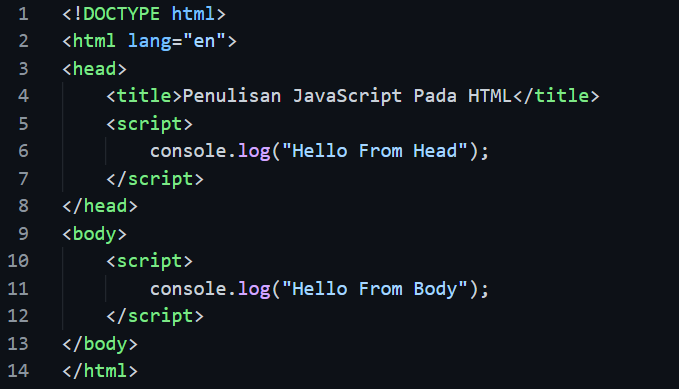 1 <!DOCTYPE html>
2 <html lang="en">
3 <head>
4     <title>Penulisan JavaScript Pada HTML</title>
5     <script>
6         console.log("Hello From Head");
7     </script>
8 </head>
9 <body>
10     <script>
11         console.log("Hello From Body");
12     </script>
13 </body>
14 </html>